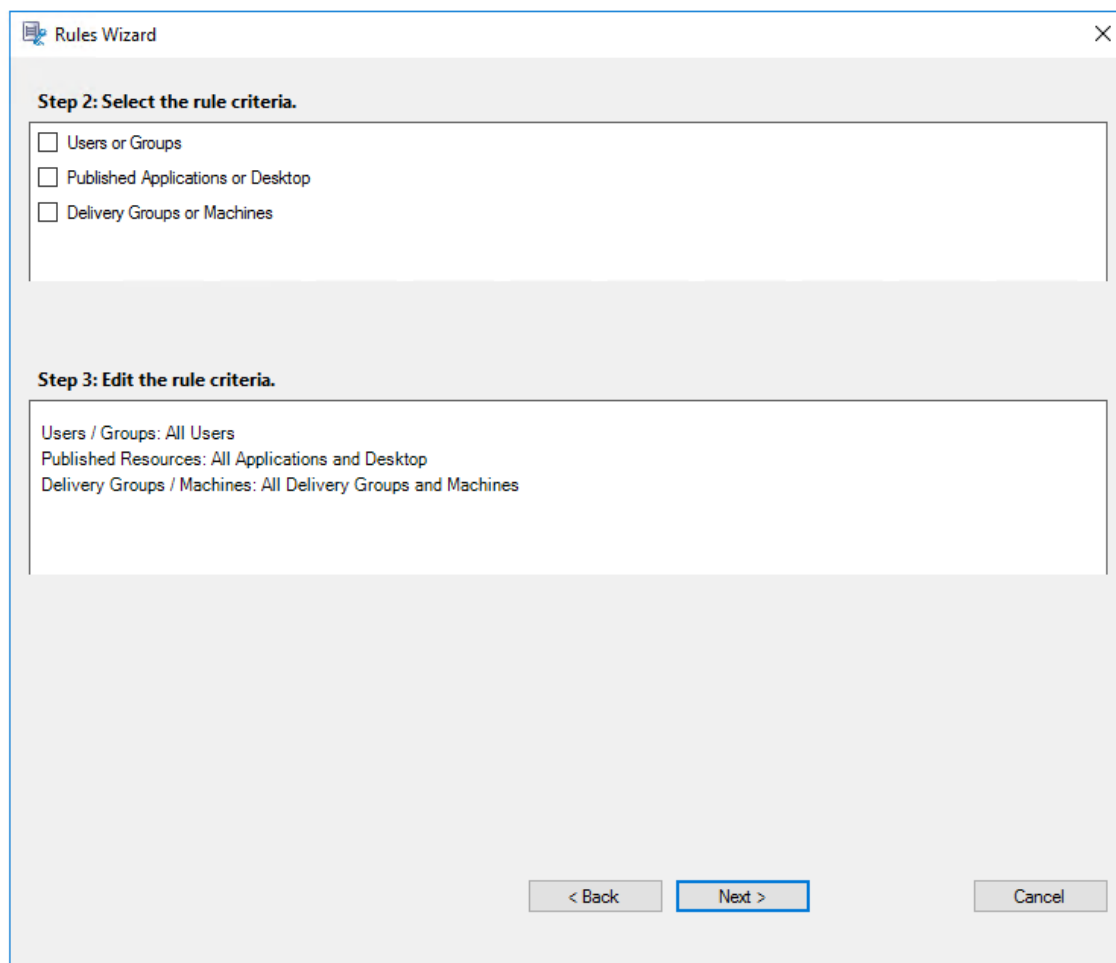 Rules Wizard
Step 2: Select the rule criteria.
Users or Groups
Published Applications or Desktop
Delivery Groups or Machines
Step 3: Edit the rule criteria.
Users / Groups: All Users
Published Resources: All Applications and Desktop
Delivery Groups / Machines: All Delivery Groups and Machines
< Back Next > Cancel